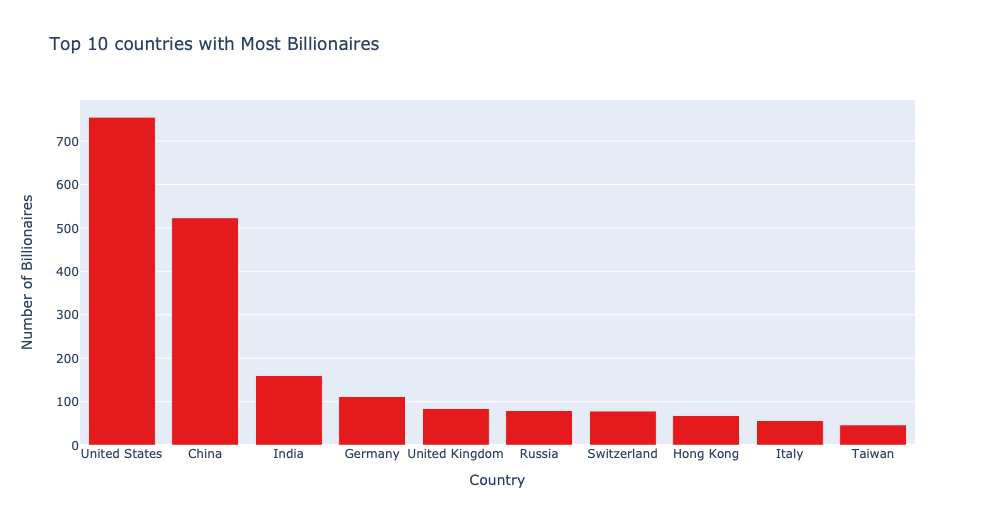 Top 10 countries with Most Billionaires
Number of Billionaires
700
600
500
400
300
200
100
0
United States China India Germany United Kingdom Russia Switzerland Hong Kong Italy Taiwan
Country